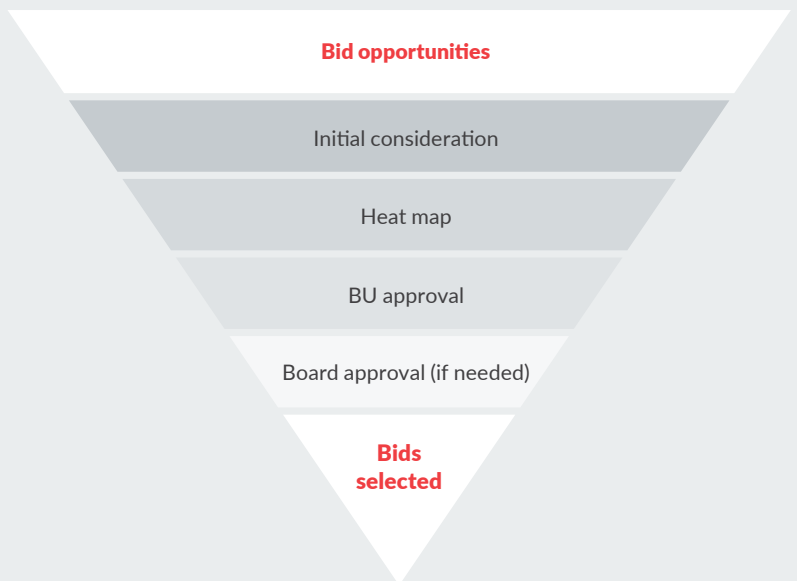 Bid opportunities
Initial consideration
Heat map
BU approval
Board approval (if needed)
Bids
selected